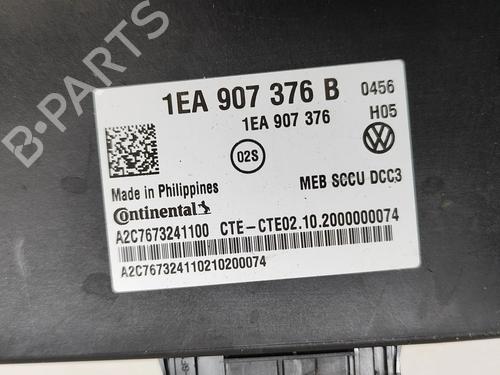 1EA 907 376 B 0456
1EA 907 376 H05
02S
MEB SCCU DCC3
Made in Philippines
Continental
A2C7673241100 CTE-CTE02.10.2000000074
A2C767324110210200074
B-Parts